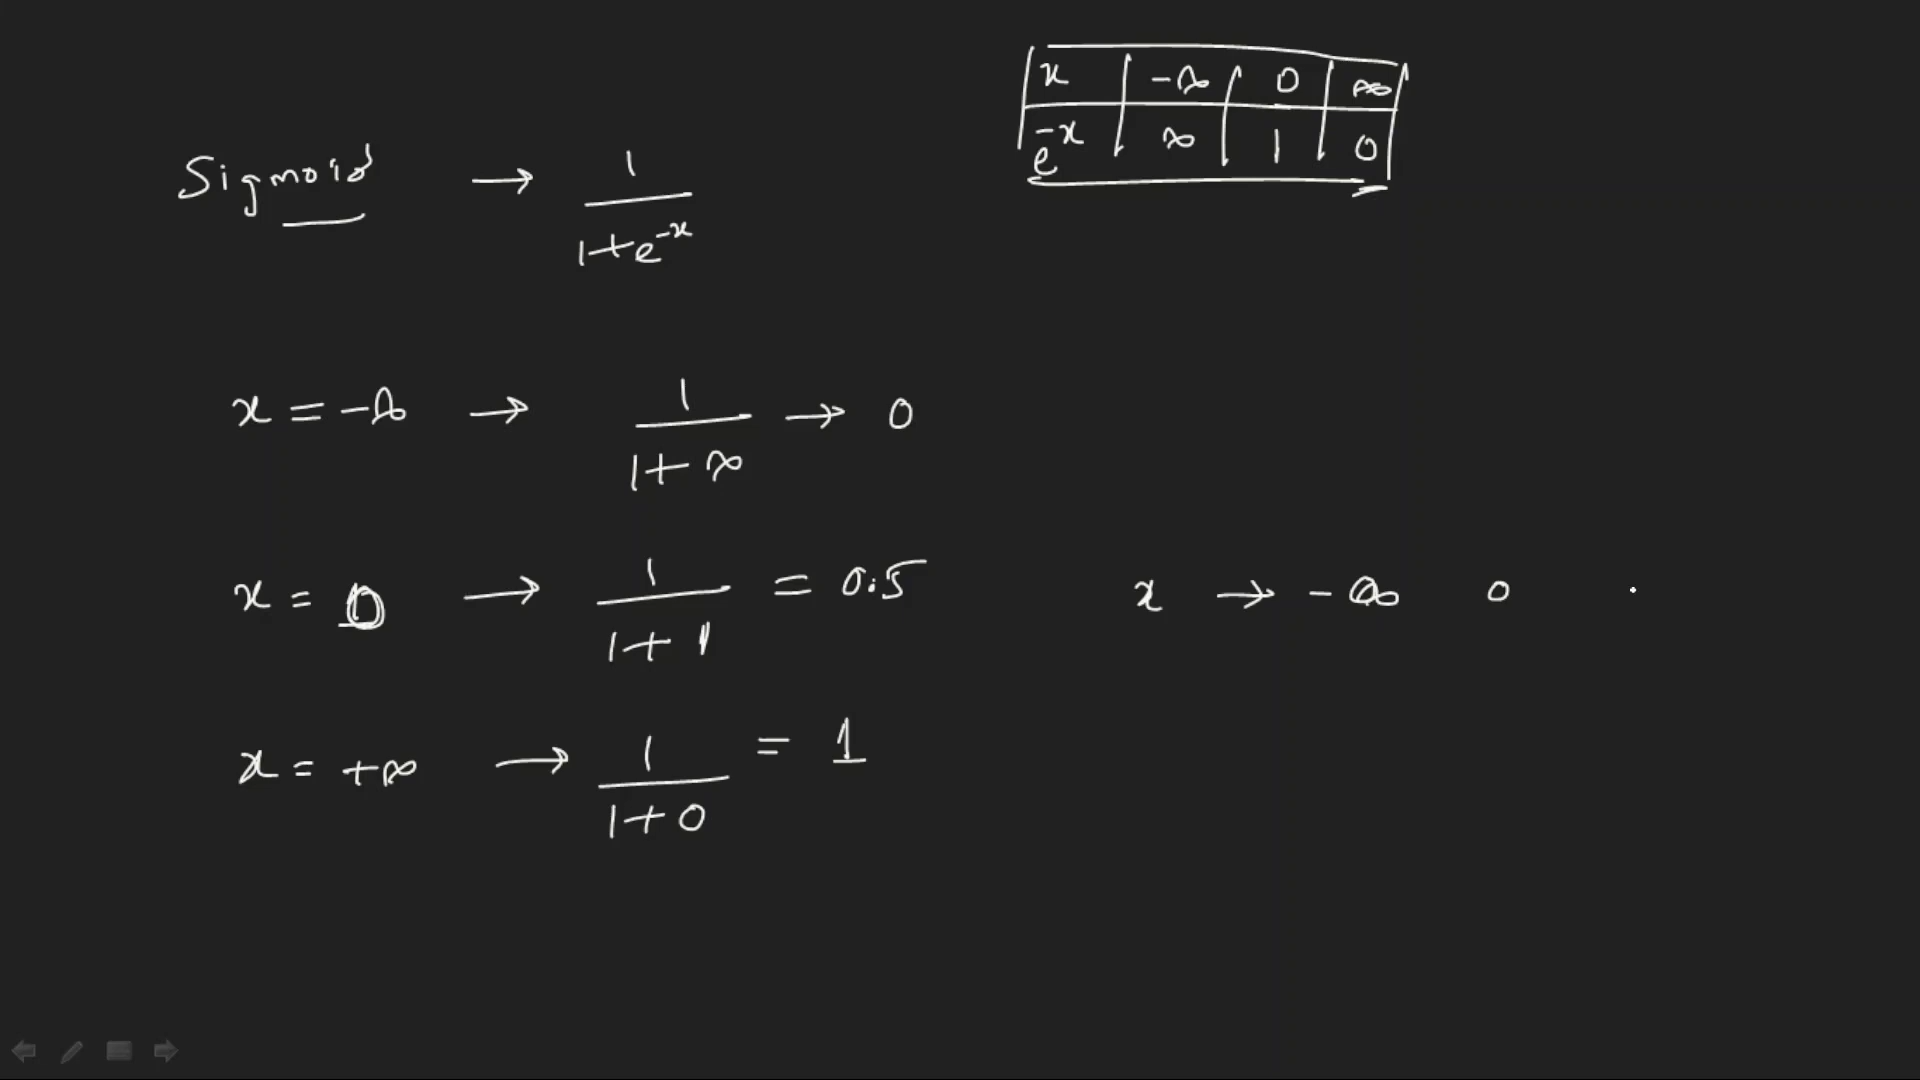 x | -∞ | 0 | ∞
e^-x | ∞ | 1 | 0
Sigmoid → 1/(1+e^-x)
x = -∞ → 1/(1+∞) → 0
x = 0 → 1/(1+1) = 0.5
x → -∞ 0
x = +∞ → 1/(1+0) = 1